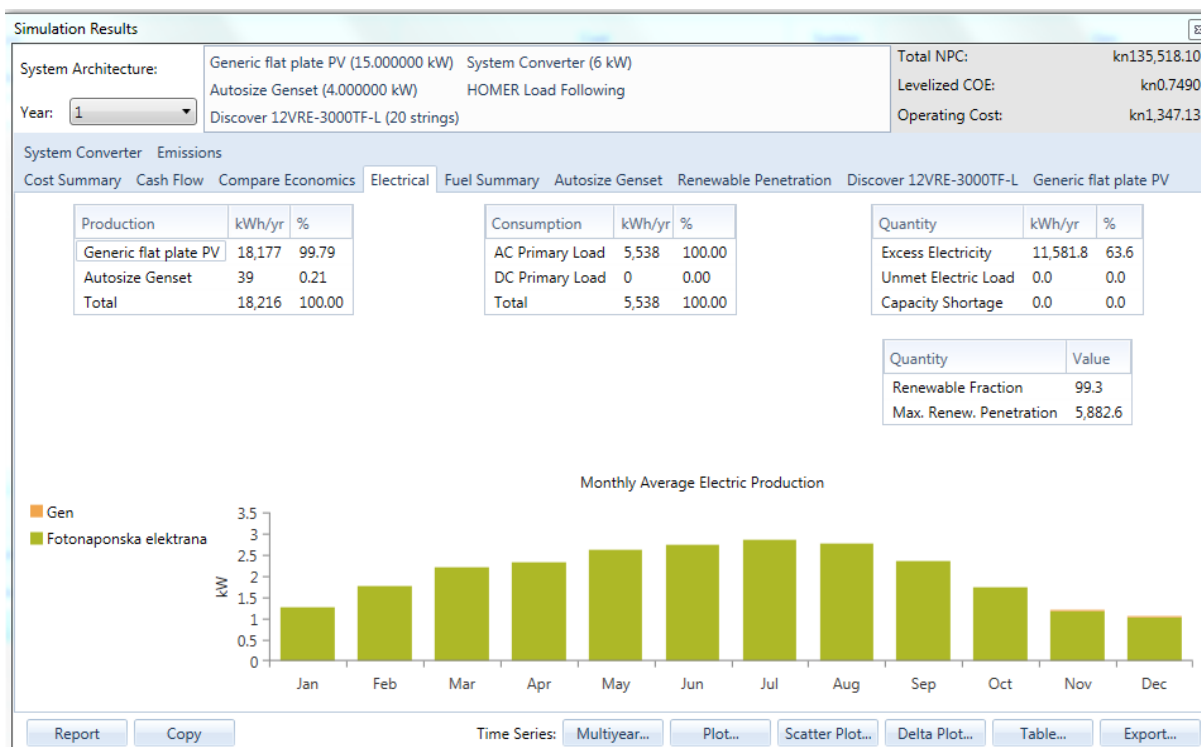 Simulation Results
System Architecture:
Generic flat plate PV (15.000000 kW) System Converter (6 kW)
Autosize Genset (4.000000 kW) HOMER Load Following
Discover 12VRE-3000TF-L (20 strings)
Year: 1
Total NPC: kn135,518.10
Levelized COE: kn0.7490
Operating Cost: kn1,347.13
System Converter Emissions
Cost Summary Cash Flow Compare Economics Electrical Fuel Summary Autosize Genset Renewable Penetration Discover 12VRE-3000TF-L Generic flat plate PV
Production kWh/yr %
Generic flat plate PV 18,177 99.79
Autosize Genset 39 0.21
Total 18,216 100.00
Consumption kWh/yr %
AC Primary Load 5,538 100.00
DC Primary Load 0 0.00
Total 5,538 100.00
Quantity kWh/yr %
Excess Electricity 11,581.8 63.6
Unmet Electric Load 0.0 0.0
Capacity Shortage 0.0 0.0
Quantity Value
Renewable Fraction 99.3
Max. Renew. Penetration 5,882.6
Monthly Average Electric Production
Gen
Fotonaponska elektrana
kW
3.5
3
2.5
2
1.5
1
0.5
0
Jan Feb Mar Apr May Jun Jul Aug Sep Oct Nov Dec
Report Copy Time Series: Multiyear... Plot... Scatter Plot... Delta Plot... Table... Export...